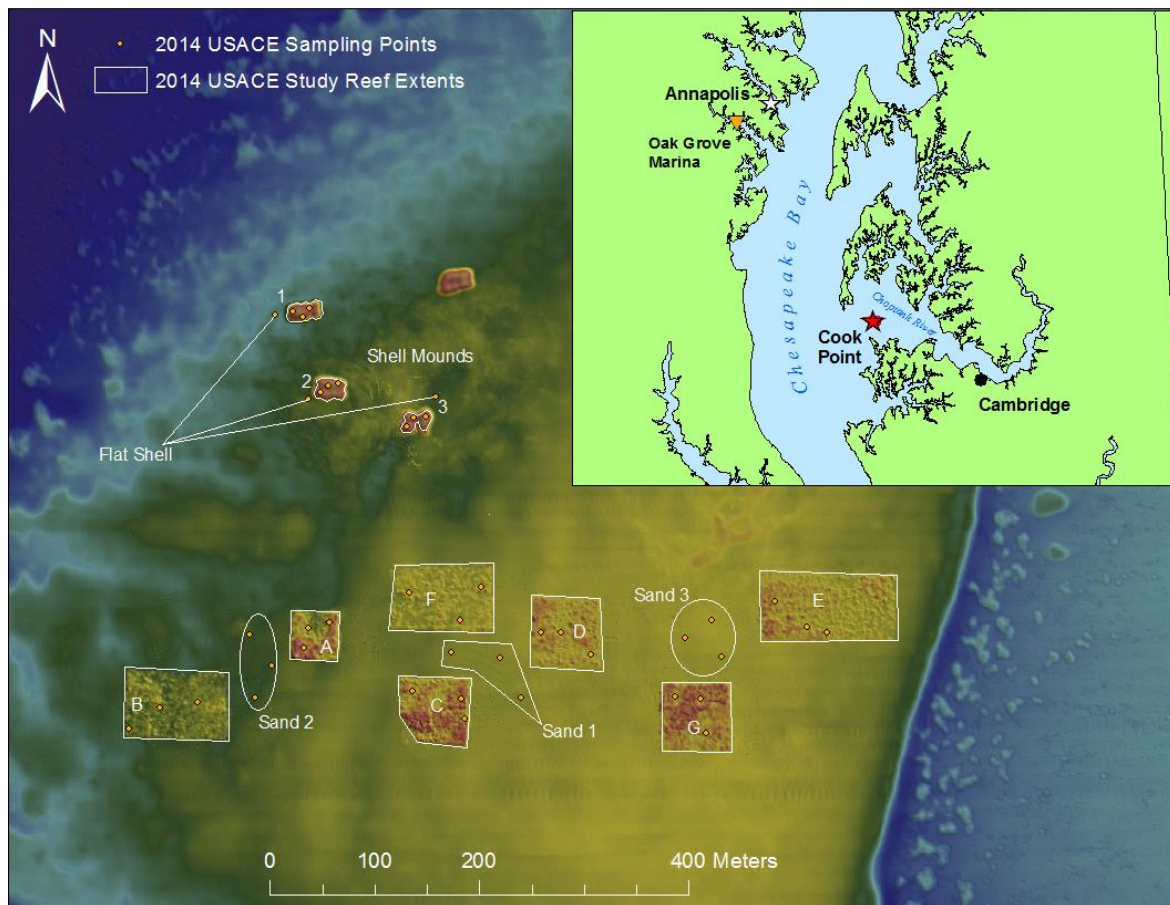 N
2014 USACE Sampling Points
2014 USACE Study Reef Extents
Annapolis
Oak Grove
Marina
Chesapeake Bay
Choptank River
Cook
Point
Cambridge
1
Shell Mounds
2
3
Flat Shell
F
Sand 3
E
D
A
B
Sand 2
C
Sand 1
G
0
100
200
400 Meters